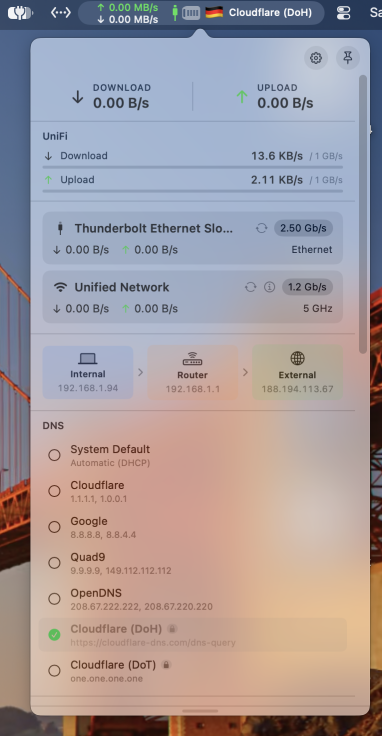 ↑ 0.00 MB/s
↓ 0.00 MB/s
Cloudflare (DoH)
Sa
DOWNLOAD
↓ 0.00 B/s
UPLOAD
↑ 0.00 B/s
UniFi
↓ Download 13.6 KB/s / 1 GB/s
↑ Upload 2.11 KB/s / 1 GB/s
Thunderbolt Ethernet Slo... 2.50 Gb/s
↓ 0.00 B/s ↑ 0.00 B/s Ethernet
Unified Network 1.2 Gb/s
↓ 0.00 B/s ↑ 0.00 B/s 5 GHz
Internal
192.168.1.94
Router
192.168.1.1
External
188.194.113.67
DNS
System Default
Automatic (DHCP)
Cloudflare
1.1.1.1, 1.0.0.1
Google
8.8.8.8, 8.8.4.4
Quad9
9.9.9.9, 149.112.112.112
OpenDNS
208.67.222.222, 208.67.220.220
Cloudflare (DoH)
https://cloudflare-dns.com/dns-query
Cloudflare (DoT)
one.one.one.one